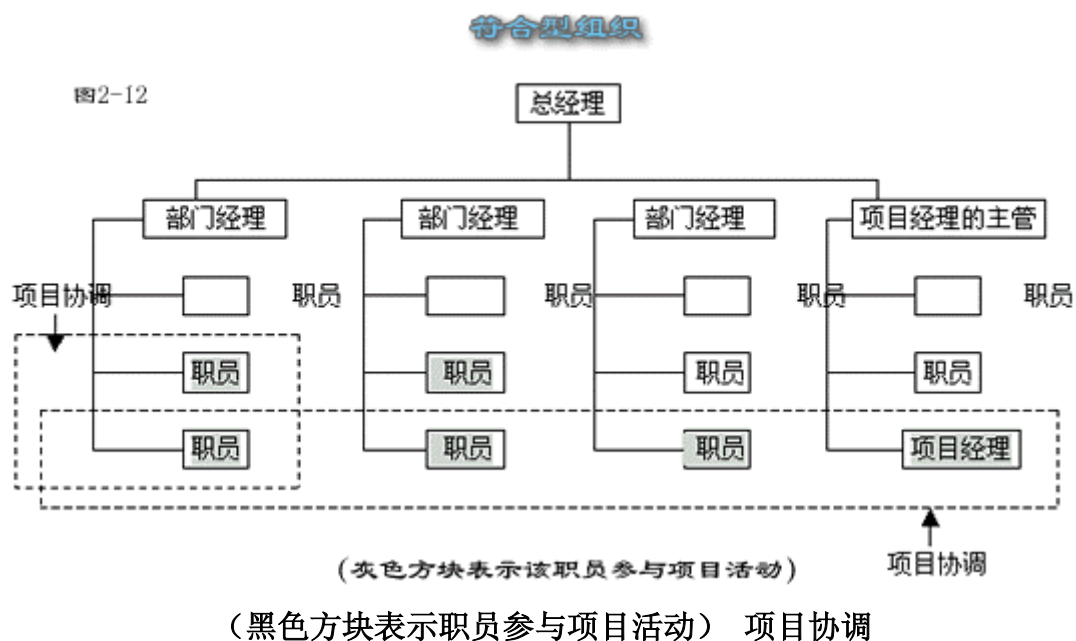 符合型组织
图2-12
总经理
部门经理 部门经理 部门经理 项目经理的主管
项目协调 职员 职员 职员 职员
职员 职员 职员 职员
职员 职员 职员 项目经理
项目协调
(灰色方块表示该职员参与项目活动)
（黑色方块表示职员参与项目活动） 项目协调